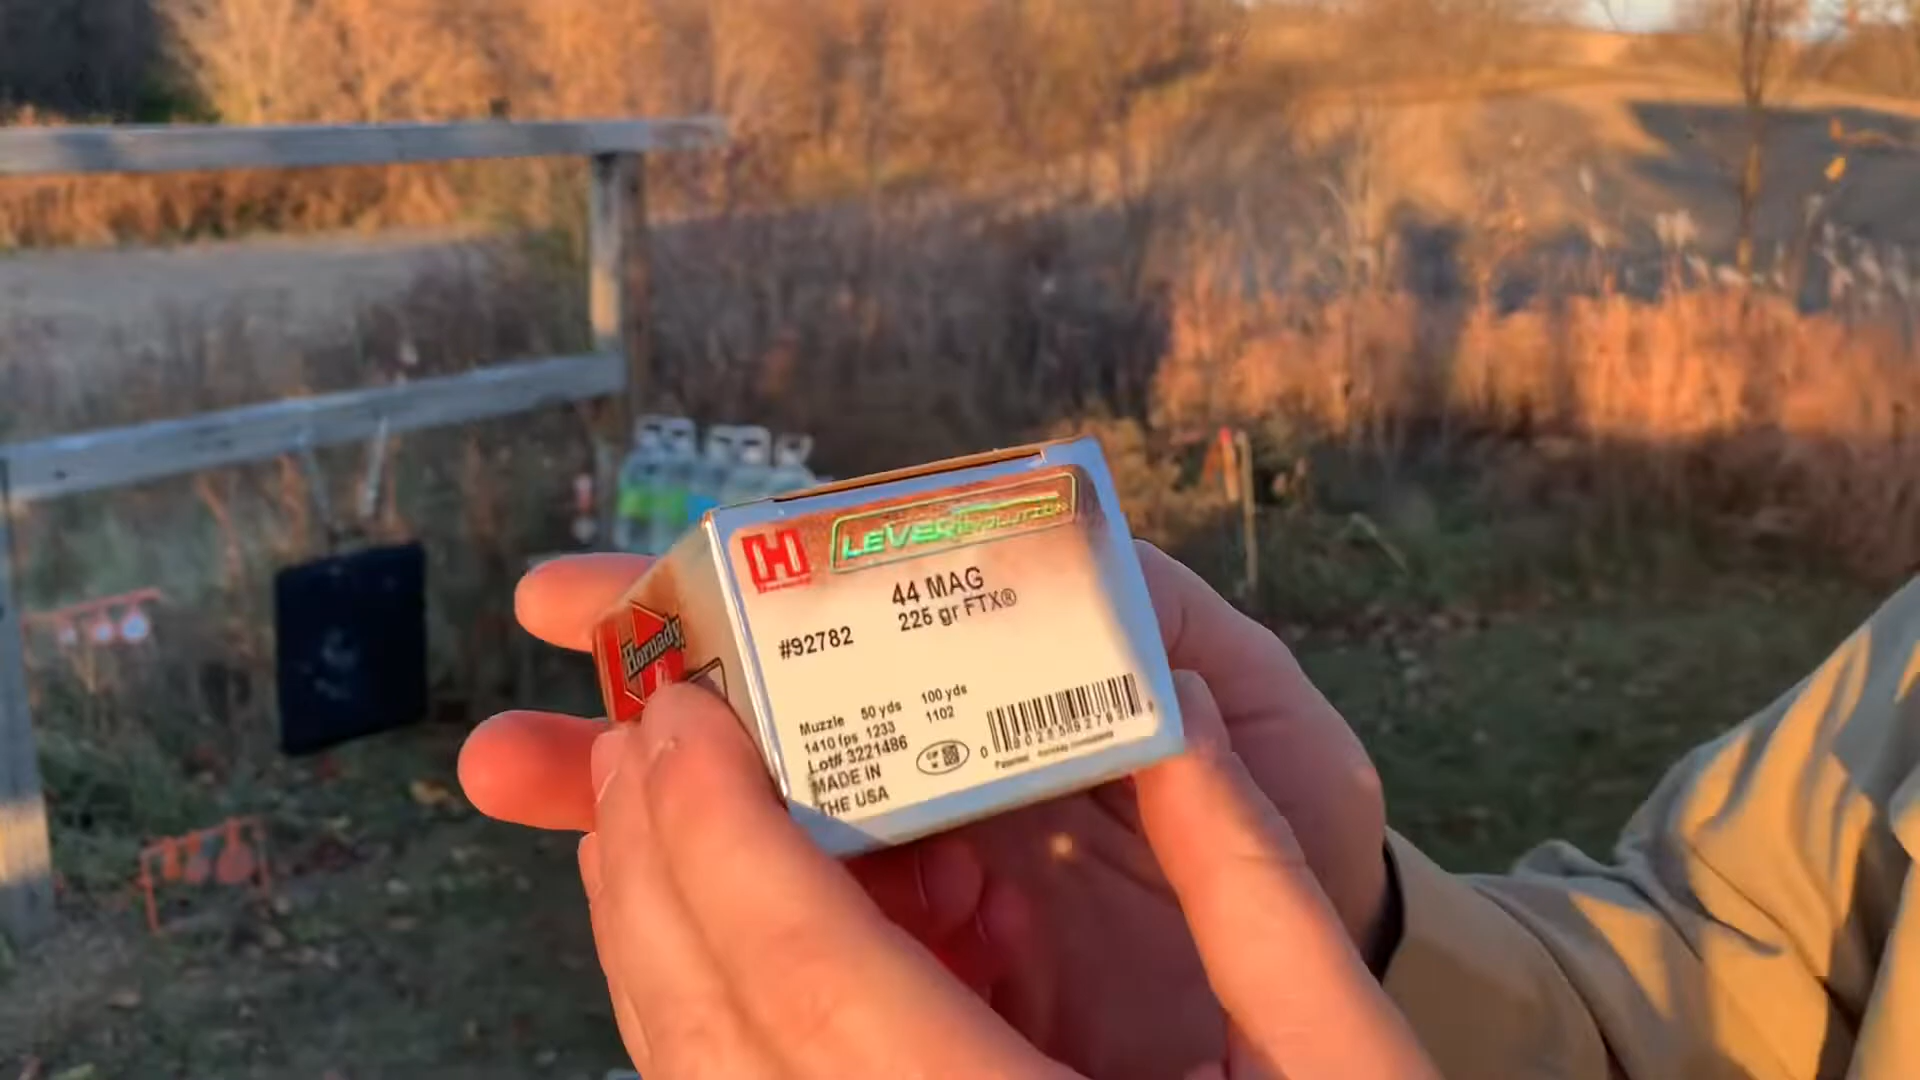 H
LEVEREVOLUTION
44 MAG
225 gr FTX®
#92782
Hornady
Muzzle 50 yds 100 yds
1410 fps 1233 1102
Lot# 3221486
MADE IN
THE USA